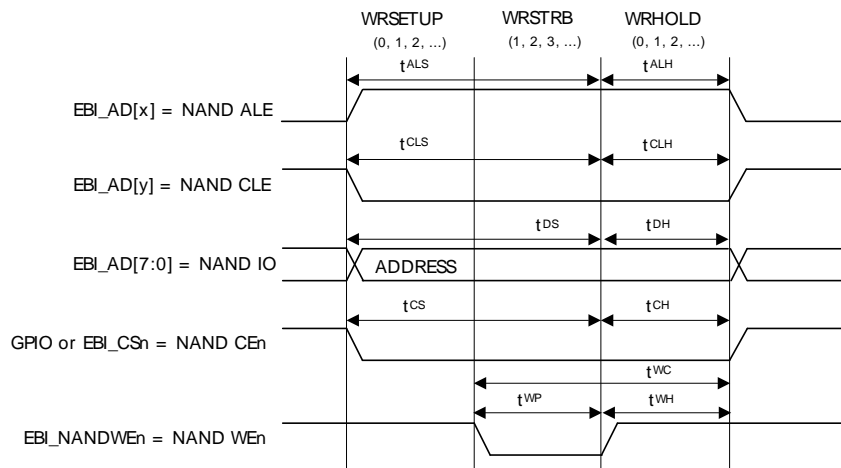 WRSETUP WRSTRB WRHOLD
(0, 1, 2, ...) (1, 2, 3, ...) (0, 1, 2, ...)
tALS tALH
EBI_AD[x] = NAND ALE
tCLS tCLH
EBI_AD[y] = NAND CLE
tDS tDH
EBI_AD[7:0] = NAND IO ADDRESS
tCS tCH
GPIO or EBI_CSn = NAND CEn
tWC
tWP tWH
EBI_NANDWEn = NAND WEn